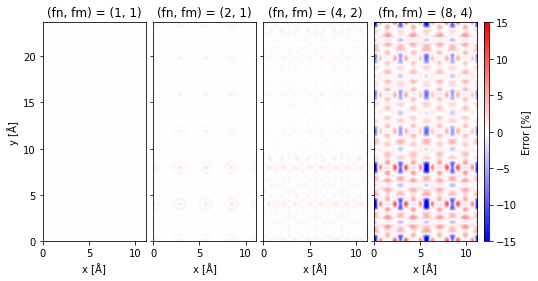 (fn, fm) = (1, 1) (fn, fm) = (2, 1) (fn, fm) = (4, 2) (fn, fm) = (8, 4)
y [Å]
20
15
10
5
0
0 5 10 0 5 10 0 5 10 0 5 10
x [Å] x [Å] x [Å] x [Å]
15
10
5
0
−5
−10
−15
Error [%]